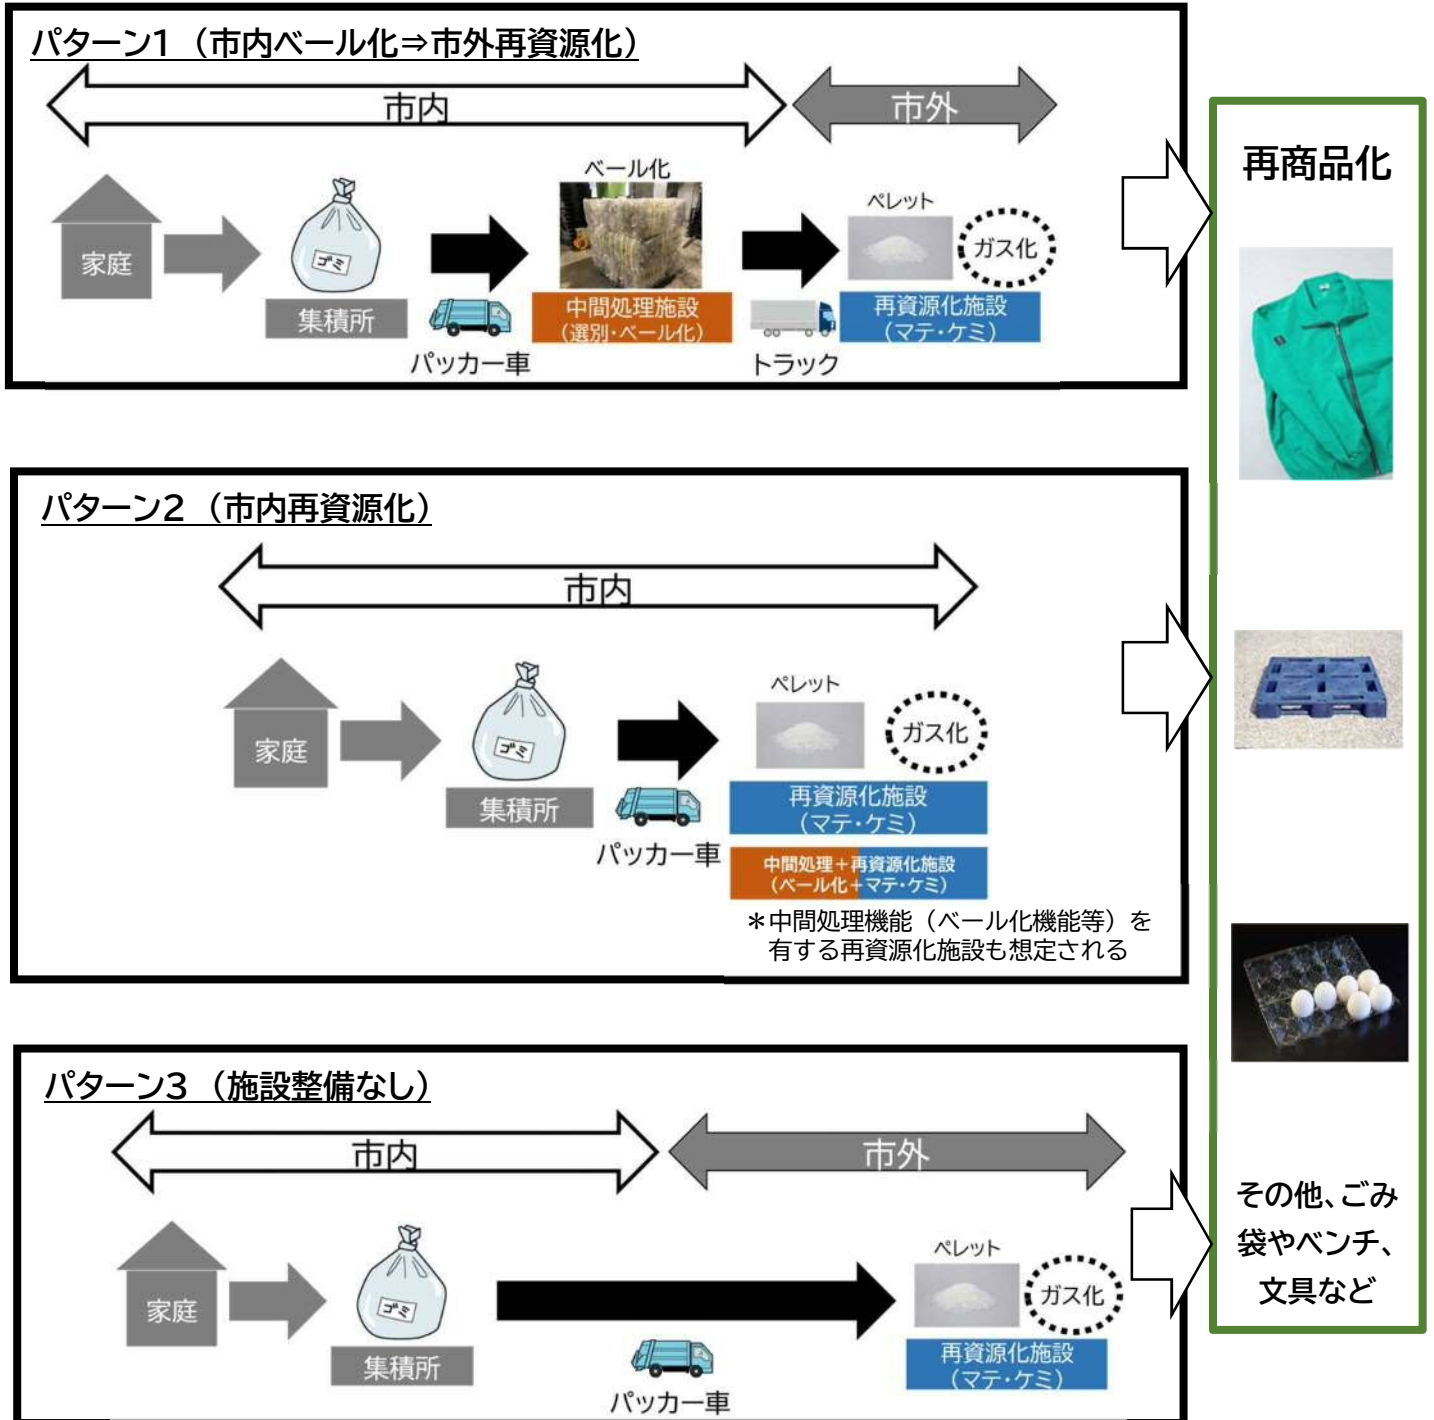 パターン1（市内ベール化⇒市外再資源化）
市内
市外
ベール化
ペレット
ガス化
家庭
ゴミ
集積所
中間処理施設
（選別・ベール化）
再資源化施設
（マテ・ケミ）
パッカー車
トラック
パターン2（市内再資源化）
市内
ペレット
ガス化
家庭
ゴミ
集積所
再資源化施設
（マテ・ケミ）
パッカー車
中間処理＋再資源化施設
（ベール化＋マテ・ケミ）
＊中間処理機能（ベール化機能等）を
有する再資源化施設も想定される
パターン3（施設整備なし）
市内
市外
ペレット
ガス化
家庭
ゴミ
集積所
再資源化施設
（マテ・ケミ）
パッカー車
再商品化
その他、ごみ
袋やベンチ、
文具など